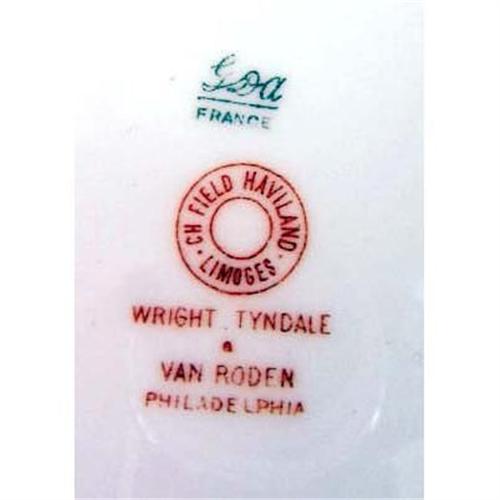 GDA
FRANCE
CH FIELD HAVILAND
LIMOGES
WRIGHT TYNDALE
&
VAN RODEN
PHILADELPHIA